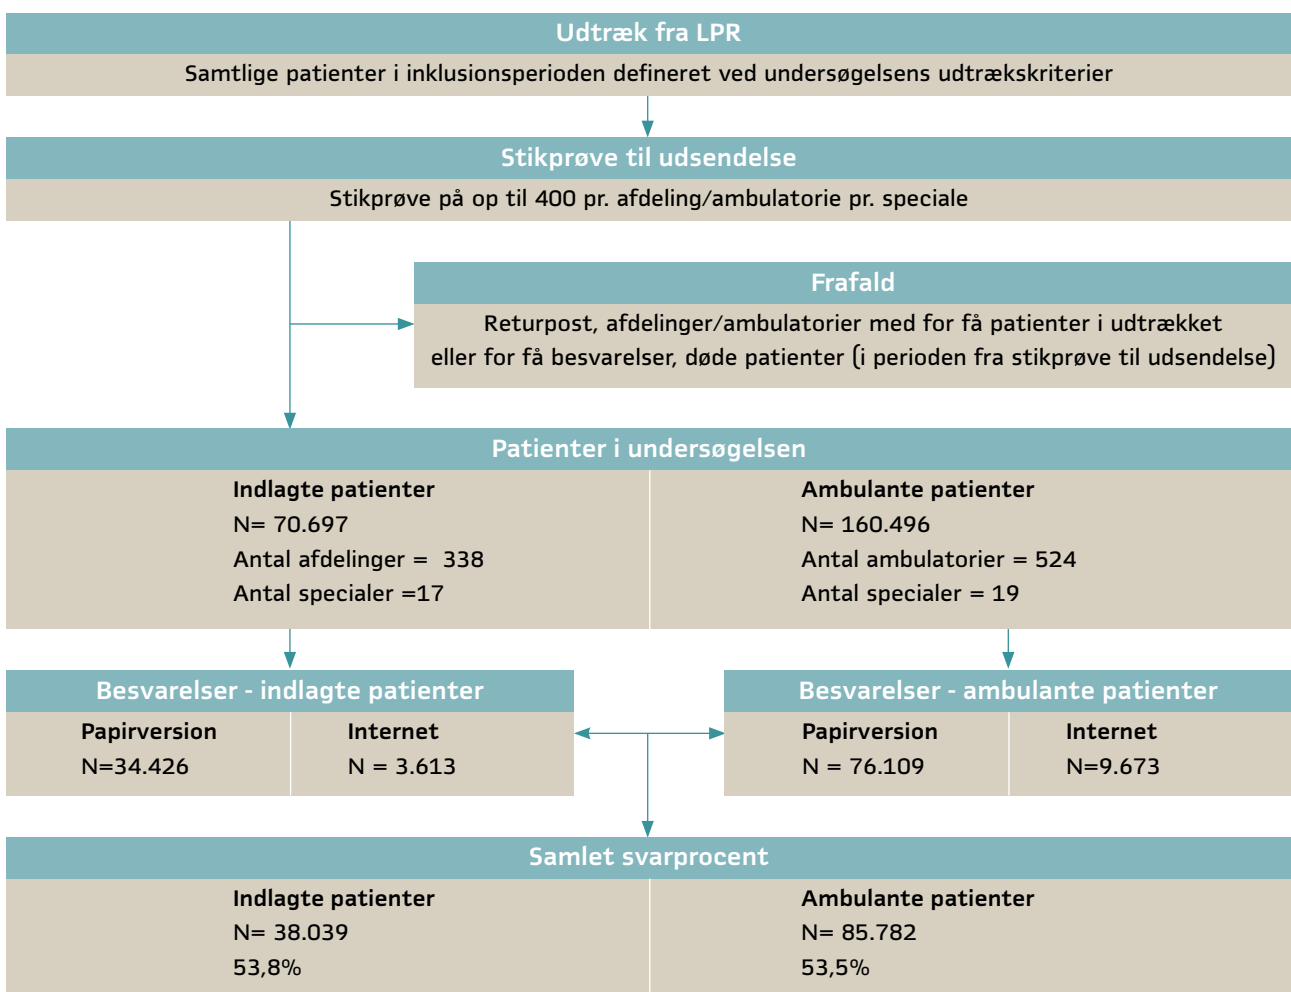 Udtræk fra LPR
Samtlige patienter i inklusionsperioden defineret ved undersøgelsens udtrækskriterier
Stikprøve til udsendelse
Stikprøve på op til 400 pr. afdeling/ambulatorie pr. speciale
Frafald
Returpost, afdelinger/ambulatorier med for få patienter i udtrækket
eller for få besvarelser, døde patienter (i perioden fra stikprøve til udsendelse)
Patienter i undersøgelsen
Indlagte patienter
N= 70.697
Antal afdelinger = 338
Antal specialer =17
Ambulante patienter
N= 160.496
Antal ambulatorier = 524
Antal specialer = 19
Besvarelser - indlagte patienter
Papirversion
N=34.426
Internet
N = 3.613
Besvarelser - ambulante patienter
Papirversion
N = 76.109
Internet
N=9.673
Samlet svarprocent
Indlagte patienter
N= 38.039
53,8%
Ambulante patienter
N= 85.782
53,5%